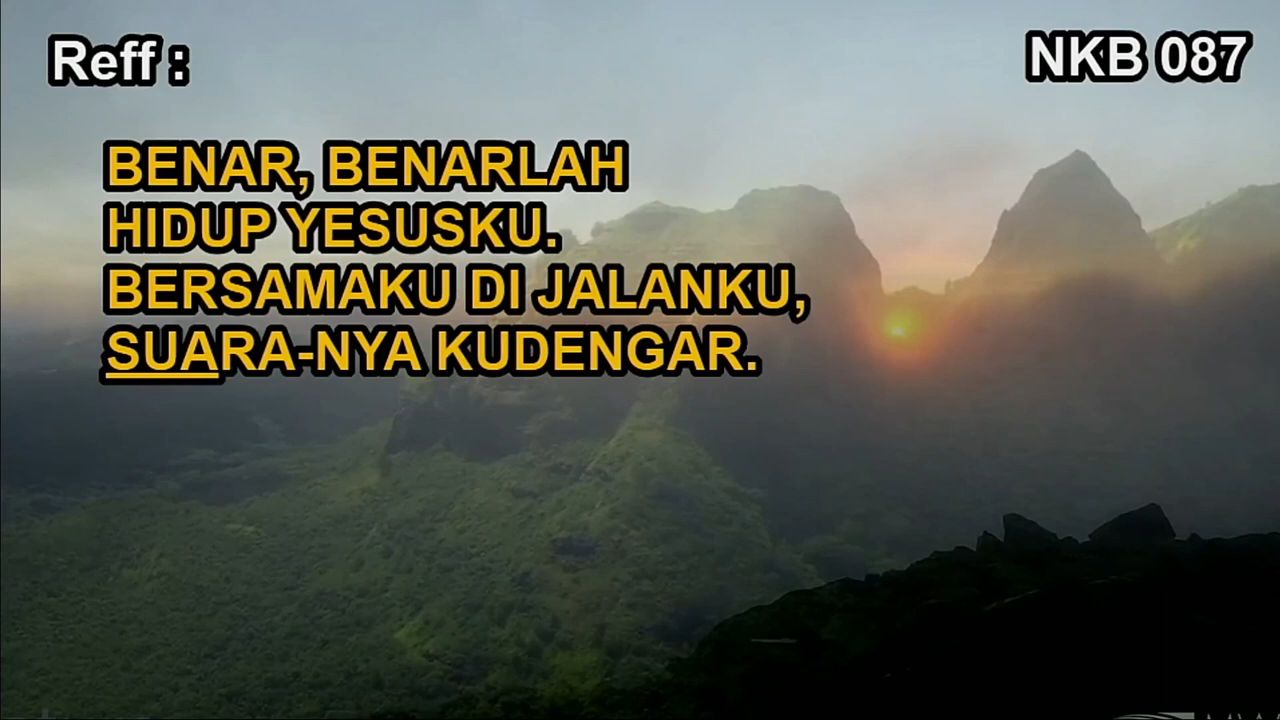 Reff :
NKB 087
BENAR, BENARLAH
HIDUP YESUSKU.
BERSAMAKU DI JALANKU,
SUARA-NYA KUDENGAR.